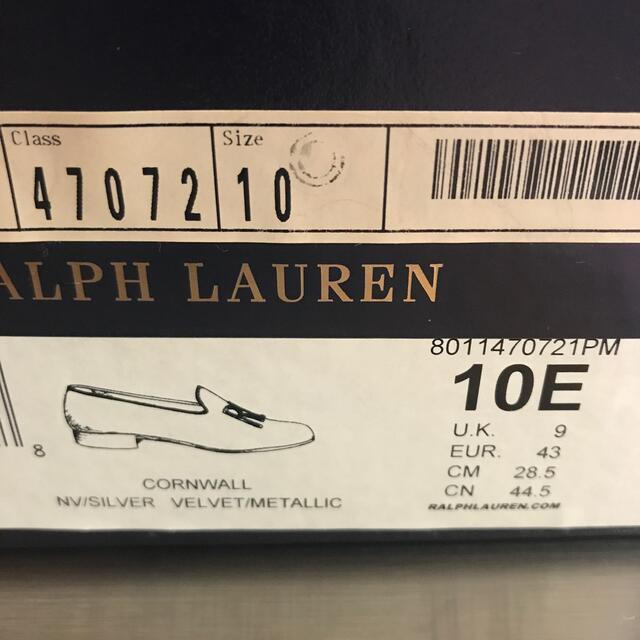 Class
Size
47072
10
ALPH LAUREN
8011470721PM
10E
U.K. 9
EUR. 43
CM 28.5
CN 44.5
RALPHLAUREN.COM
8
CORNWALL
NV/SILVER VELVET/METALLIC